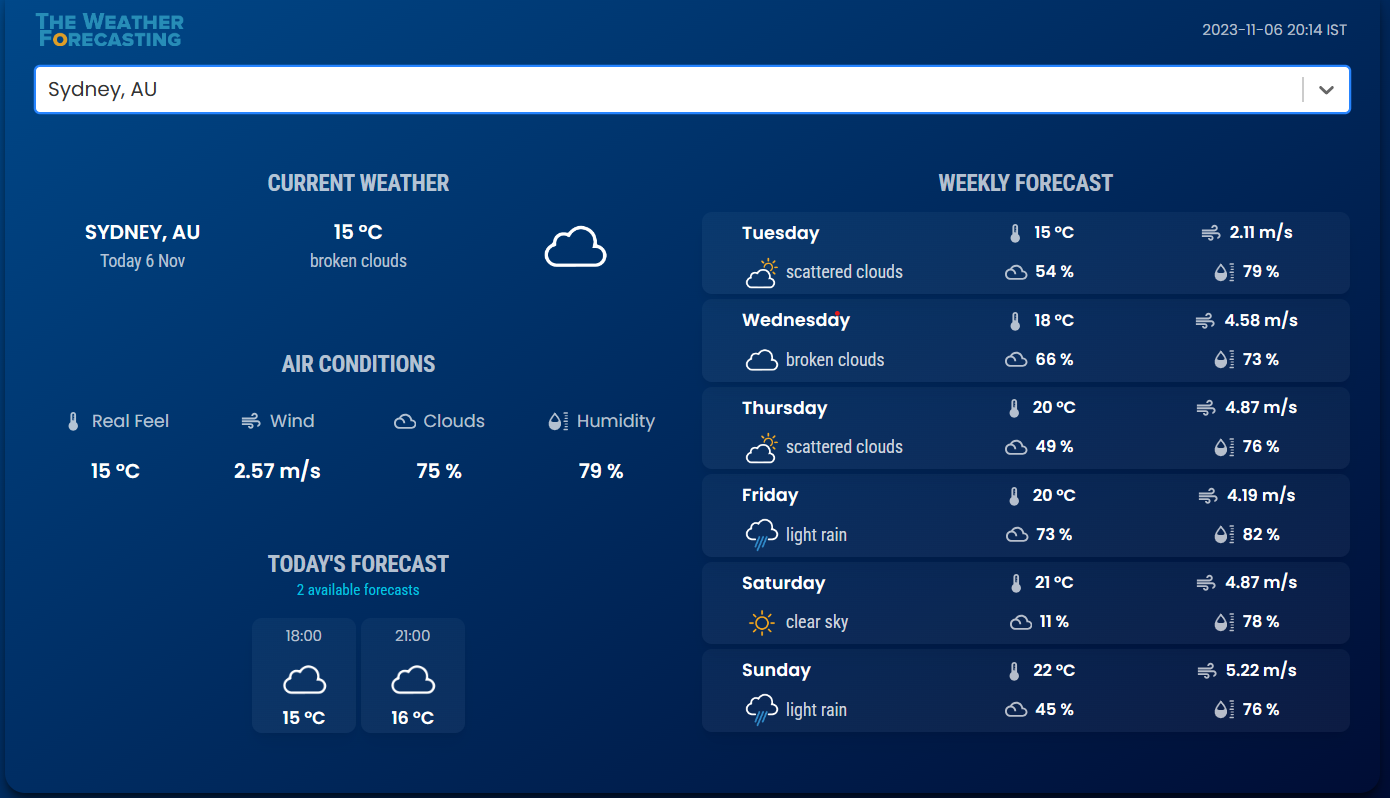 THE WEATHER
FORECASTING
2023-11-06 20:14 IST
Sydney, AU
CURRENT WEATHER
SYDNEY, AU
Today 6 Nov
15 °C
broken clouds
AIR CONDITIONS
Real Feel
Wind
Clouds
Humidity
15 °C
2.57 m/s
75 %
79 %
TODAY'S FORECAST
2 available forecasts
18:00
15 °C
21:00
16 °C
WEEKLY FORECAST
Tuesday
15 °C
2.11 m/s
scattered clouds
54 %
79 %
Wednesday
18 °C
4.58 m/s
broken clouds
66 %
73 %
Thursday
20 °C
4.87 m/s
scattered clouds
49 %
76 %
Friday
20 °C
4.19 m/s
light rain
73 %
82 %
Saturday
21 °C
4.87 m/s
clear sky
11 %
78 %
Sunday
22 °C
5.22 m/s
light rain
45 %
76 %